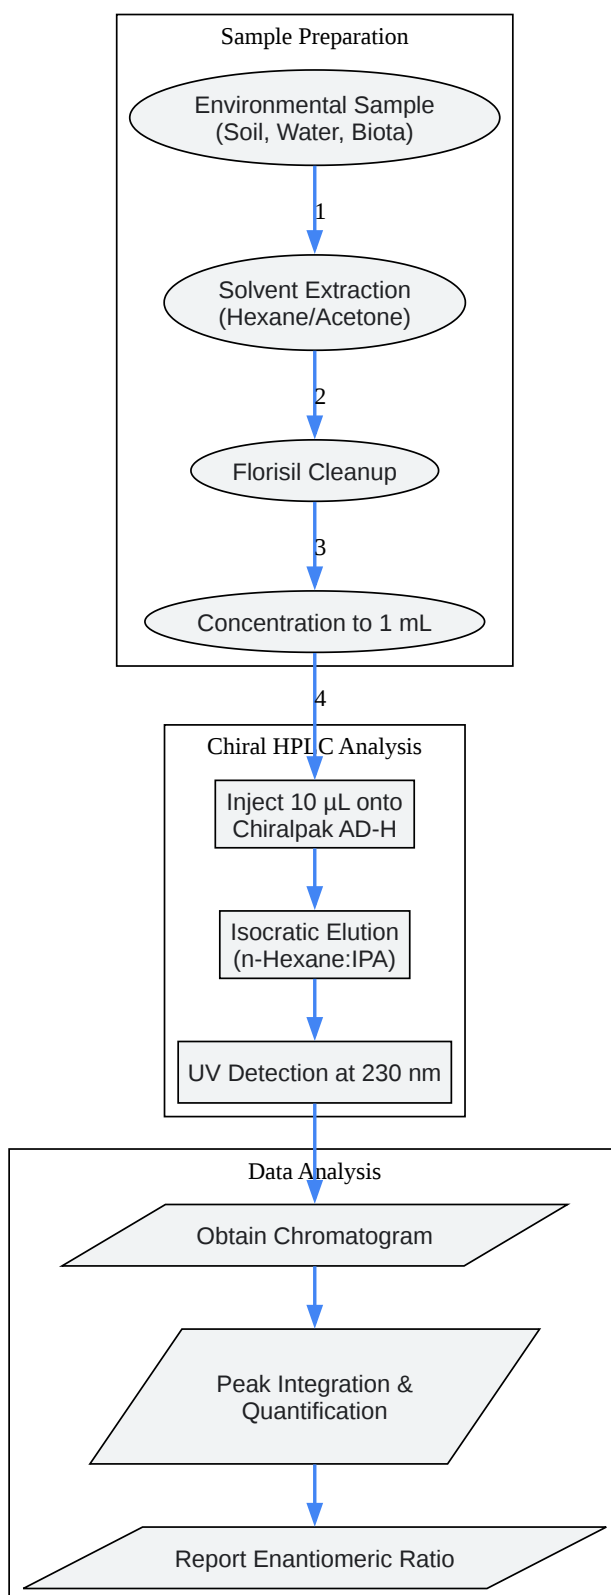 Sample Preparation
Environmental Sample
(Soil, Water, Biota)
1
Solvent Extraction
(Hexane/Acetone)
2
Florisil Cleanup
3
Concentration to 1 mL
4
Chiral HPLC Analysis
Inject 10 µL onto
Chiralpak AD-H
Isocratic Elution
(n-Hexane:IPA)
UV Detection at 230 nm
Data Analysis
Obtain Chromatogram
Peak Integration &
Quantification
Report Enantiomeric Ratio